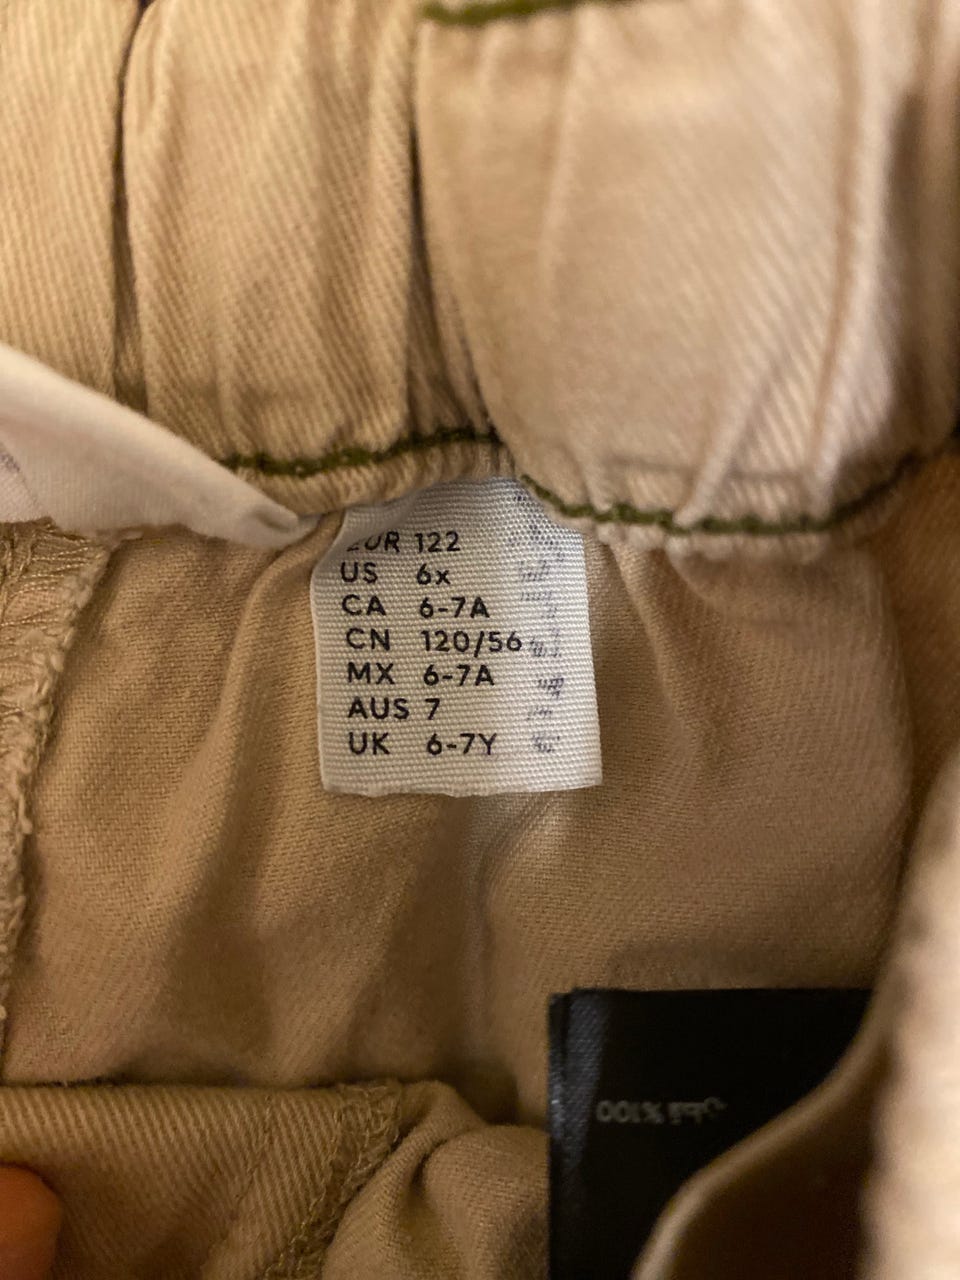 EUR 122
US 6x
CA 6-7A
CN 120/56
MX 6-7A
AUS 7
UK 6-7Y